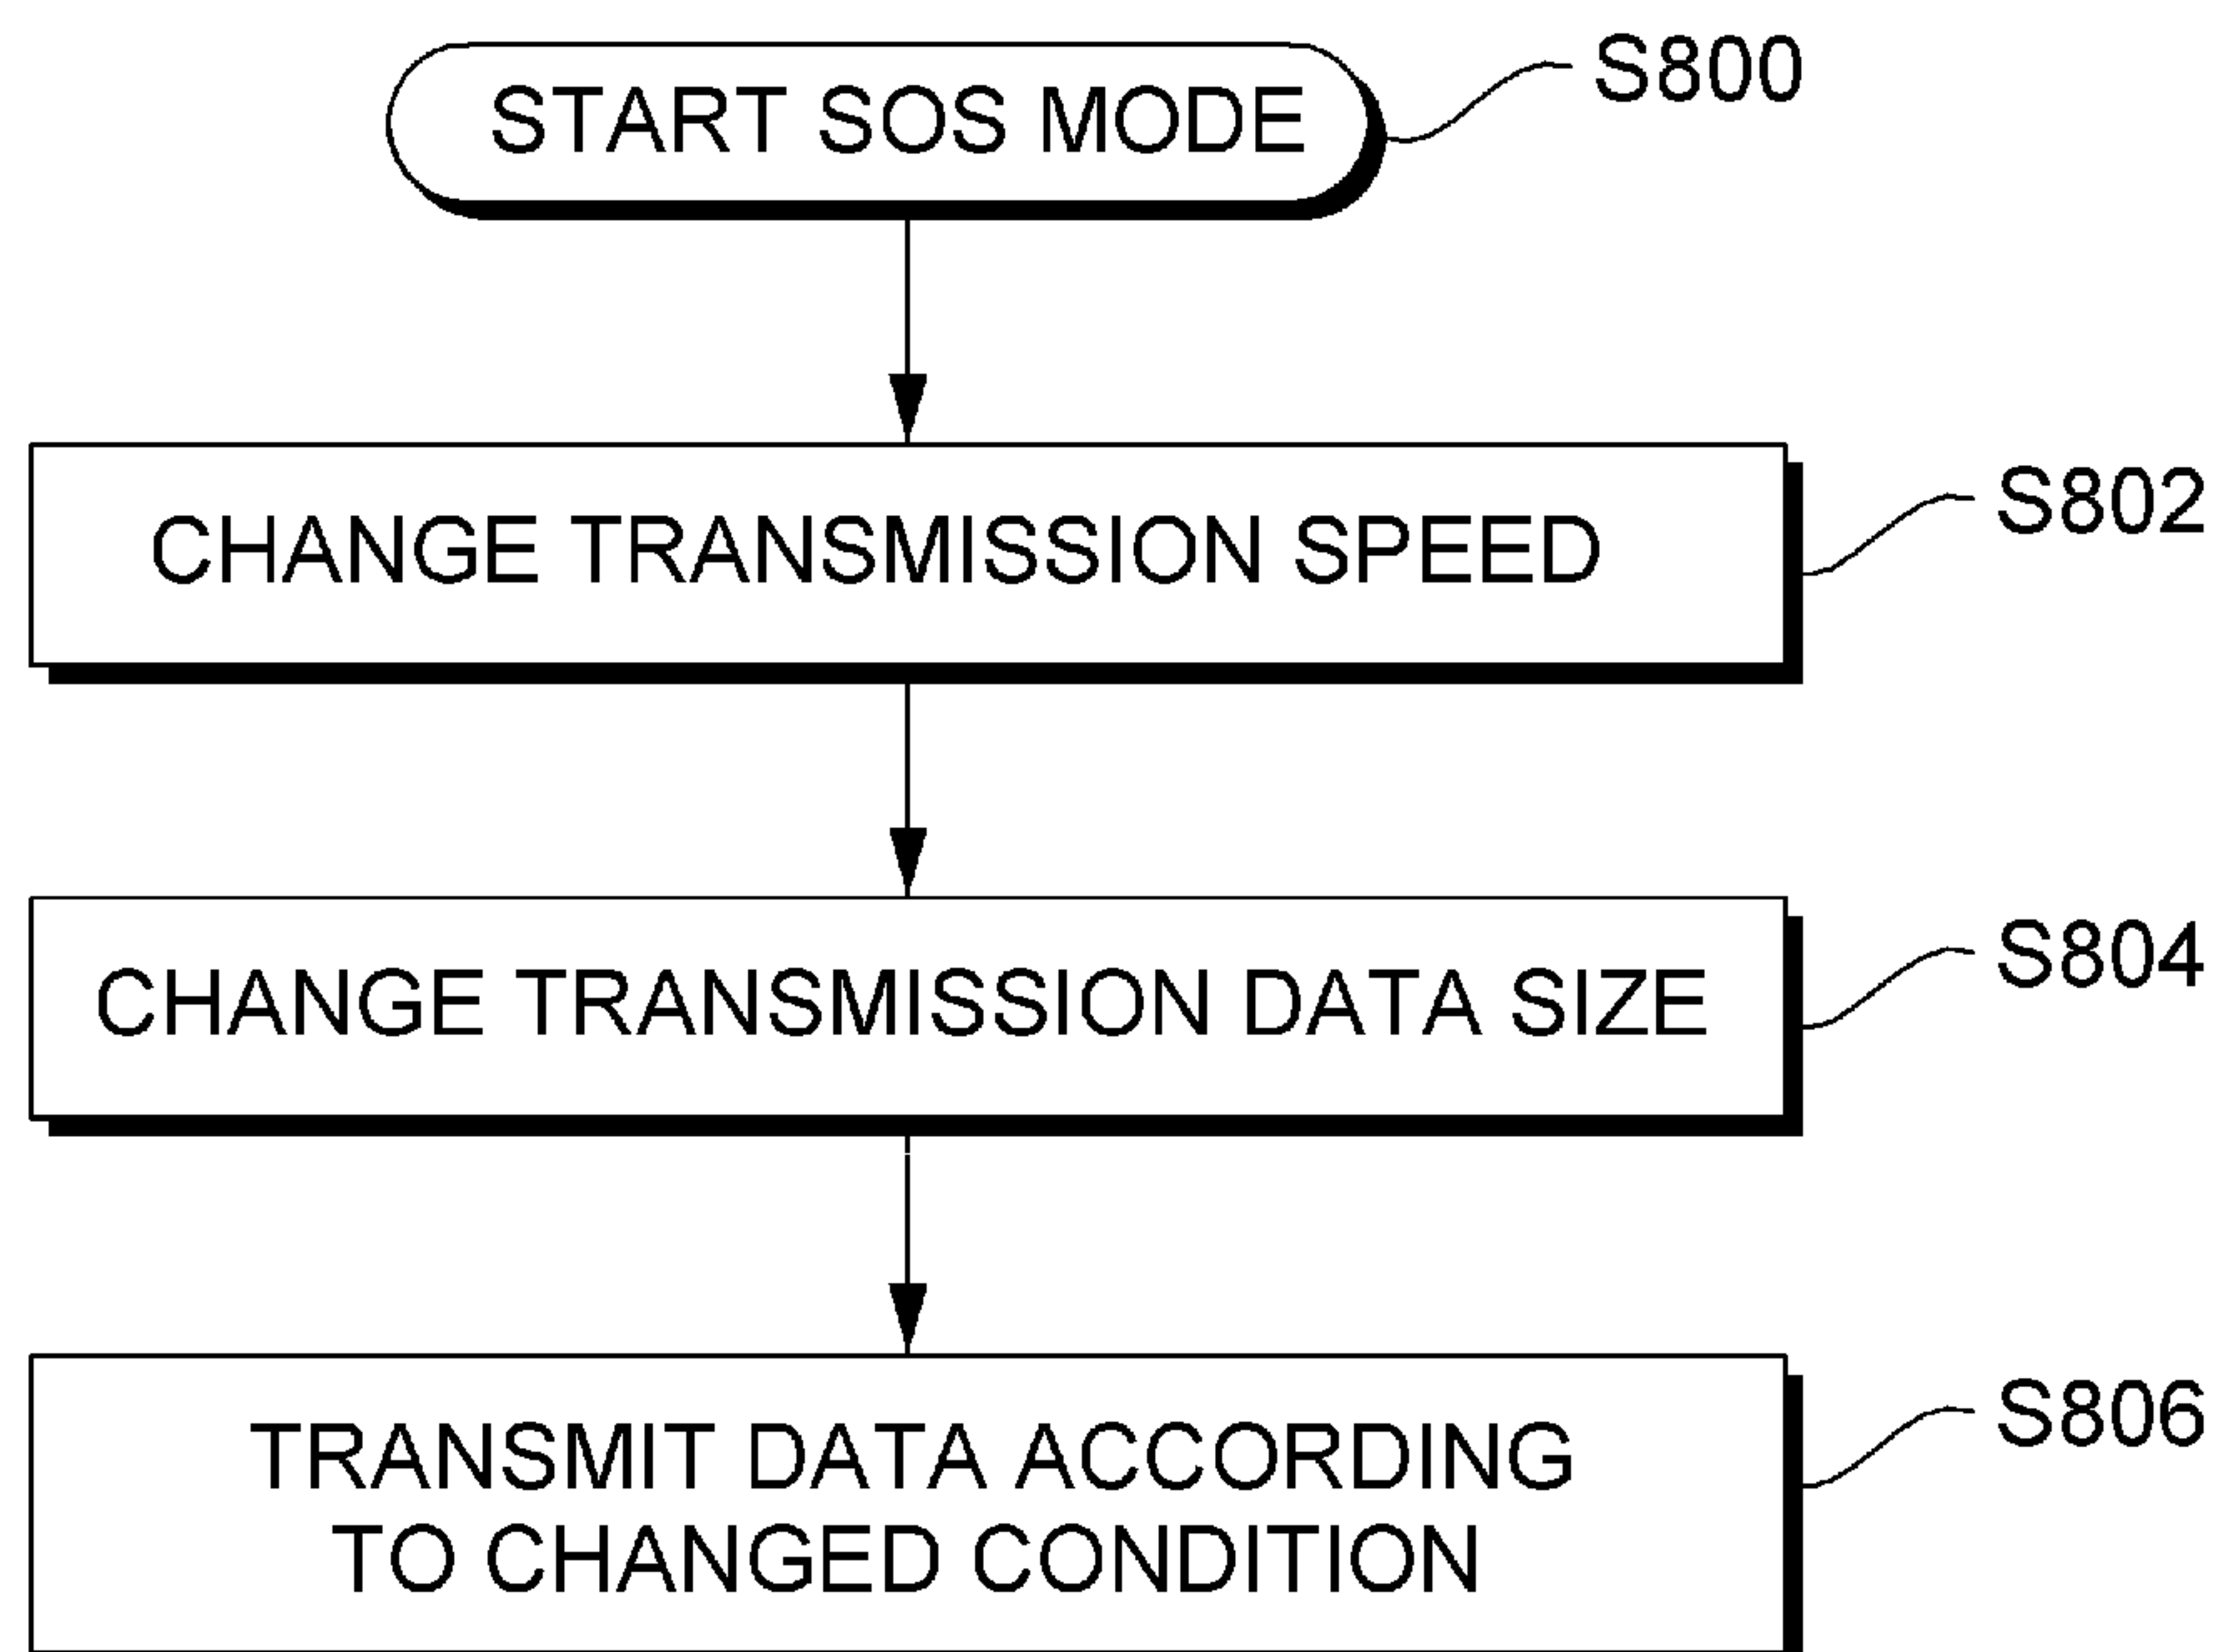 START SOS MODE
S800
CHANGE TRANSMISSION SPEED
S802
CHANGE TRANSMISSION DATA SIZE
S804
TRANSMIT DATA ACCORDING
TO CHANGED CONDITION
S806